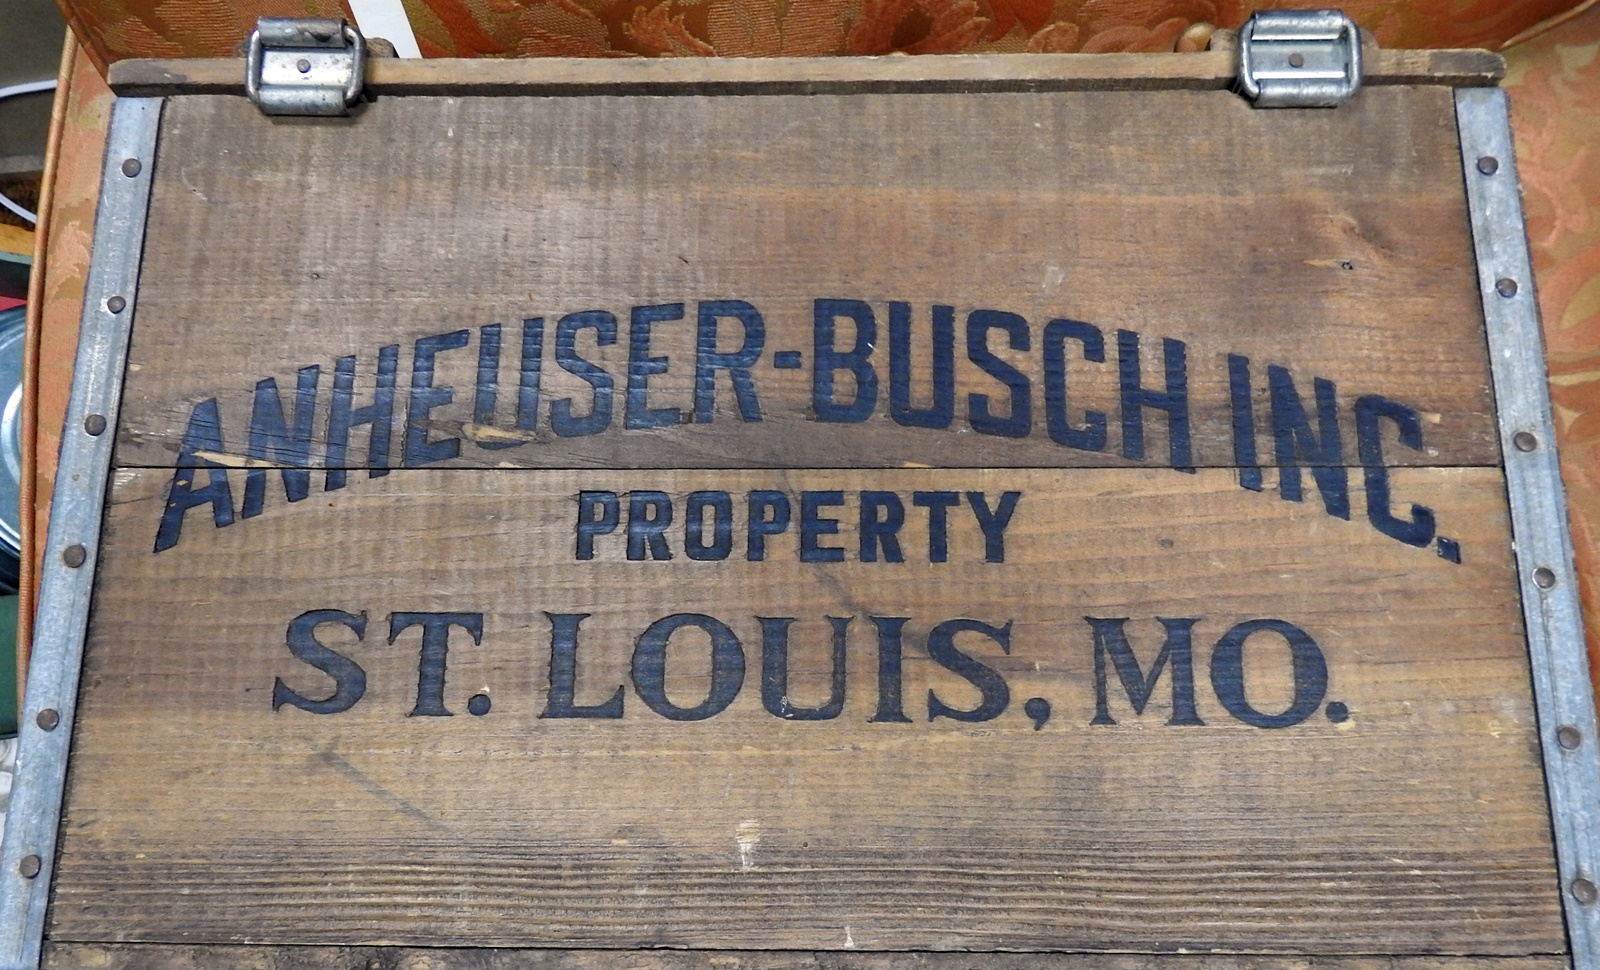 ANHEUSER-BUSCH INC.
PROPERTY
ST. LOUIS, MO.